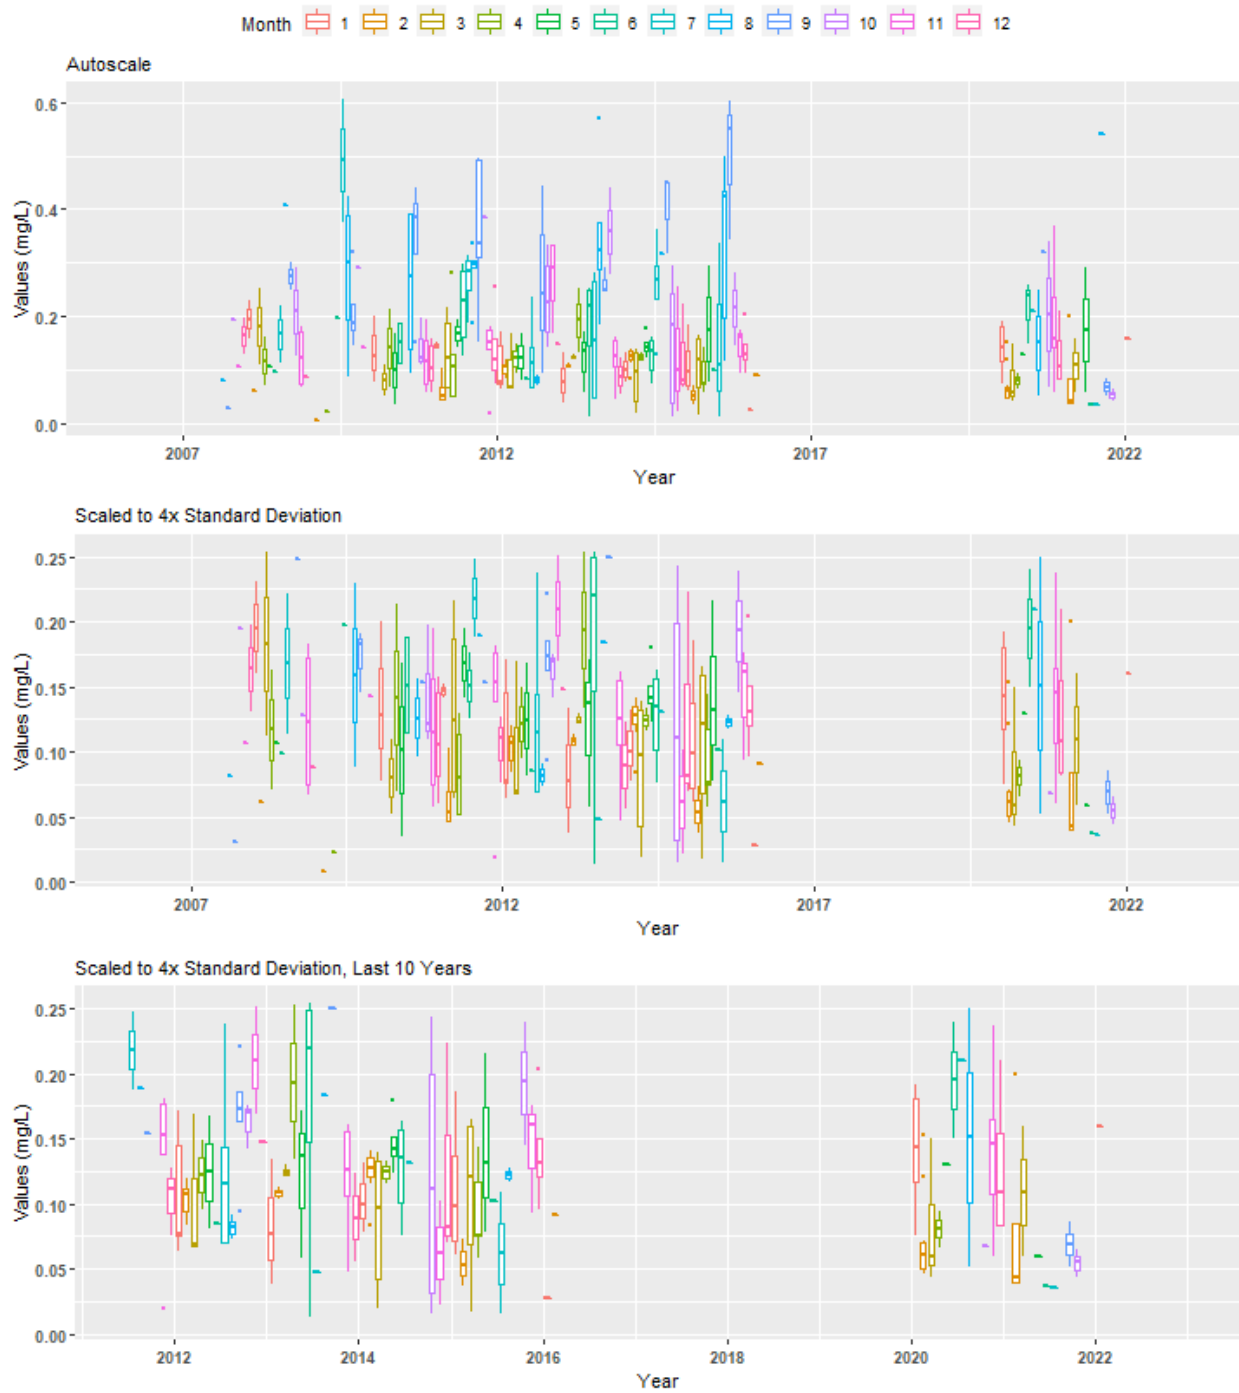 Month 1 2 3 4 5 6 7 8 9 10 11 12
Autoscale
0.6
0.4
0.2
0.0
Values (mg/L)
2007 2012 2017 2022
Year
Scaled to 4x Standard Deviation
0.25
0.20
0.15
0.10
0.05
0.00
Values (mg/L)
2007 2012 2017 2022
Year
Scaled to 4x Standard Deviation, Last 10 Years
0.25
0.20
0.15
0.10
0.05
0.00
Values (mg/L)
2012 2014 2016 2018 2020 2022
Year